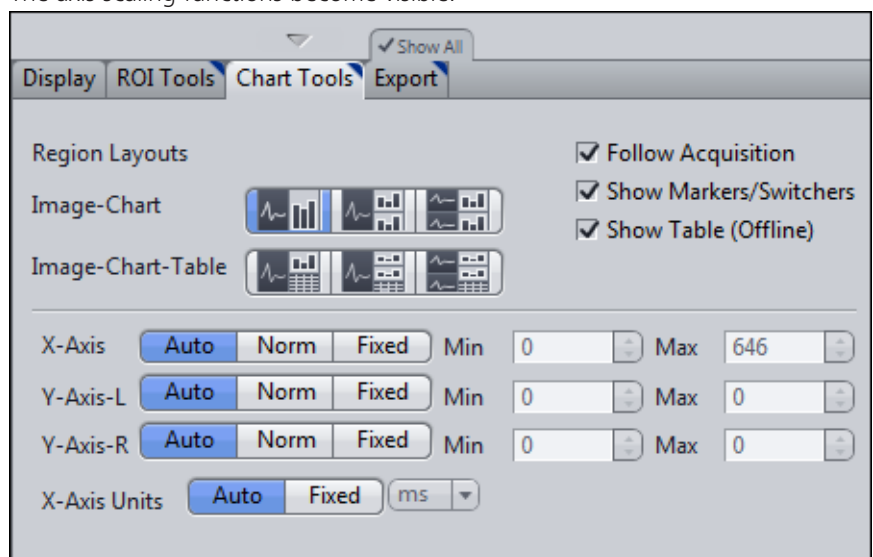 The axis scaling functions become visible.
Show All
Display ROI Tools Chart Tools Export
Region Layouts
Follow Acquisition
Image-Chart
Show Markers/Switchers
Show Table (Offline)
Image-Chart-Table
X-Axis Auto Norm Fixed Min 0 Max 646
Y-Axis-L Auto Norm Fixed Min 0 Max 0
Y-Axis-R Auto Norm Fixed Min 0 Max 0
X-Axis Units Auto Fixed ms